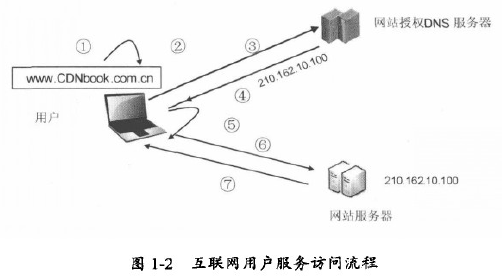 ① ② ③ 网站授权DNS 服务器
www.CDNbook.com.cn
210.162.10.100
④
用户
⑤
⑥
⑦
210.162.10.100
网站服务器
图 1-2 互联网用户服务访问流程